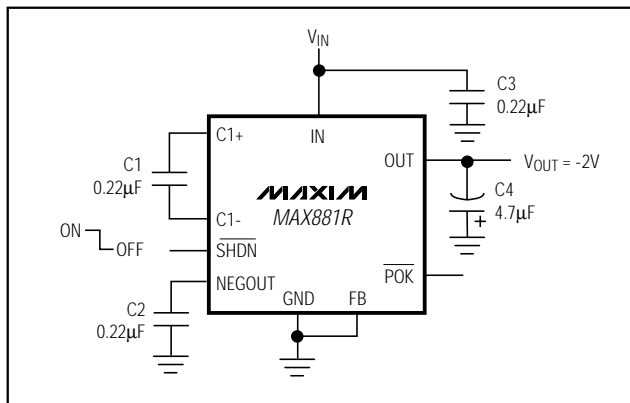 VIN
C3
0.22µF
C1+
IN
C1
0.22µF
OUT
VOUT = -2V
MAXIM
MAX881R
C4
4.7µF
+
C1-
ON
OFF
SHDN
POK
NEGOUT
GND
FB
C2
0.22µF